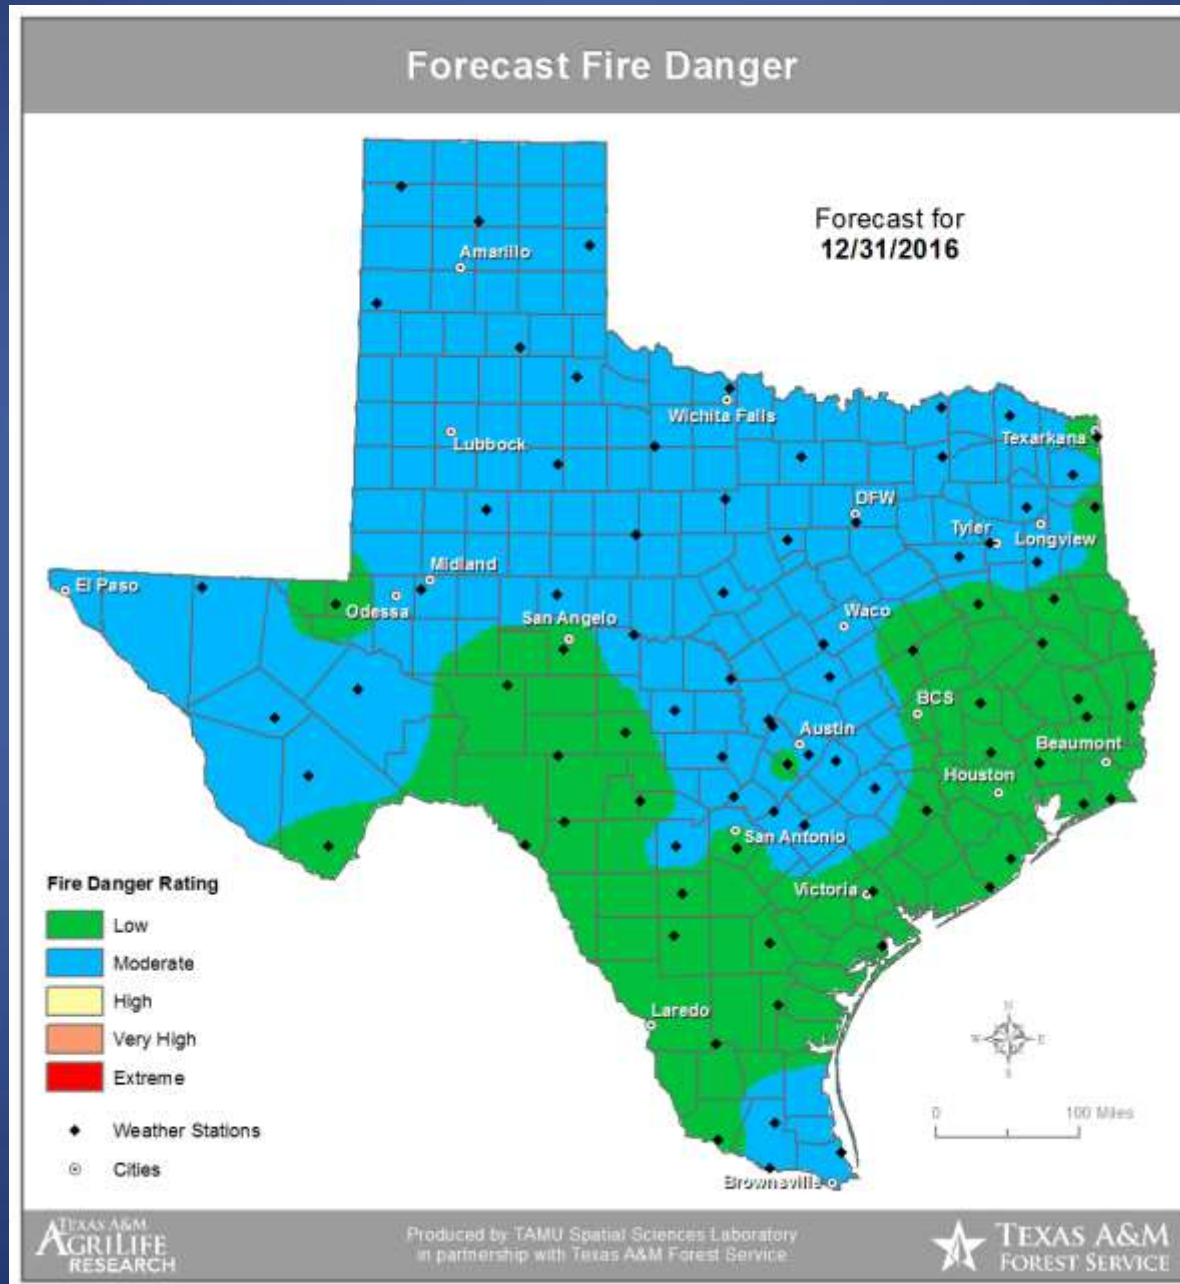 Forecast Fire Danger
Forecast for
12/31/2016
Amarillo
Wichita Falls
Lubbock
Texarkana
DFW
Tyler
Longview
Midland
El Paso
Odessa
San Angelo
Waco
BCS
Austin
Beaumont
Houston
San Antonio
Victoria
Laredo
Brownsville
Fire Danger Rating
Low
Moderate
High
Very High
Extreme
Weather Stations
Cities
N
W
E
S
0
100 Miles
TEXAS A&M
AGRILIFE
RESEARCH
Produced by TAMU Spatial Sciences Laboratory
in partnership with Texas A&M Forest Service
TEXAS A&M
FOREST SERVICE